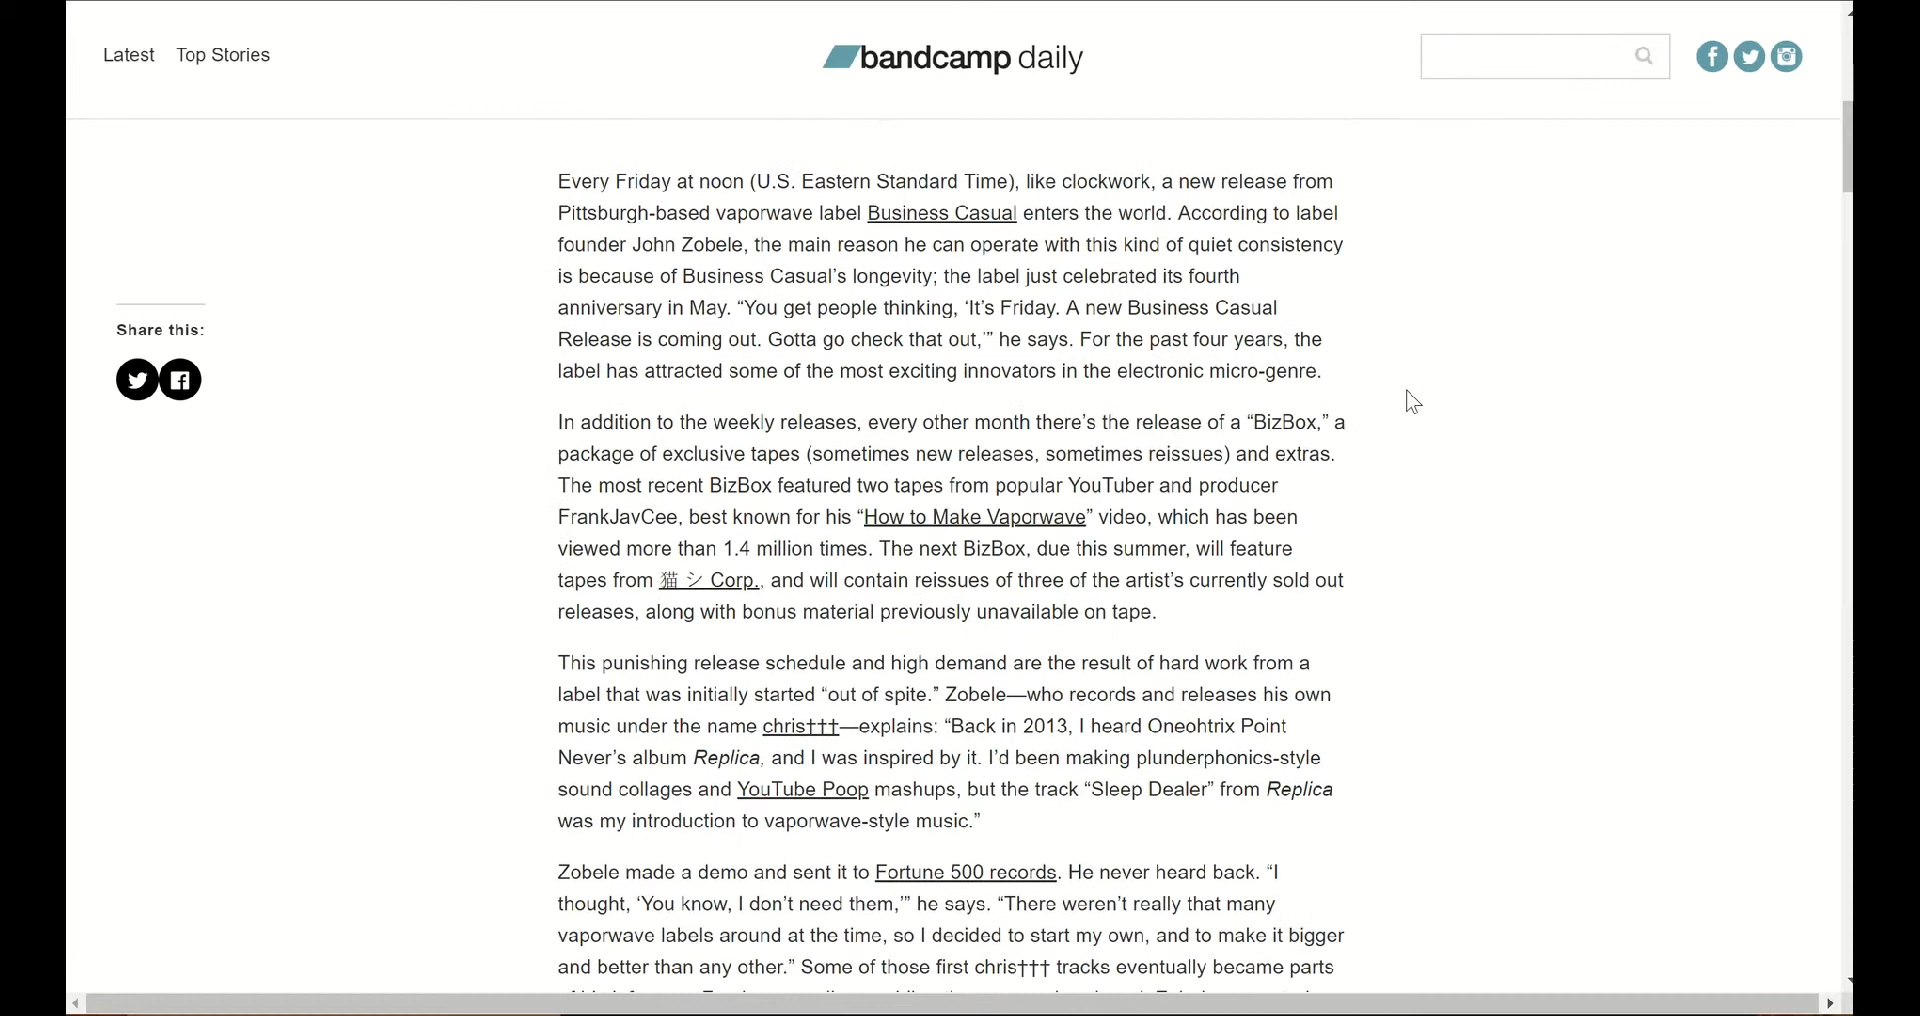 Latest Top Stories
bandcamp daily
Every Friday at noon (U.S. Eastern Standard Time), like clockwork, a new release from
Pittsburgh-based vaporwave label Business Casual enters the world. According to label
founder John Zobele, the main reason he can operate with this kind of quiet consistency
is because of Business Casual’s longevity; the label just celebrated its fourth
anniversary in May. “You get people thinking, ‘It’s Friday. A new Business Casual
Release is coming out. Gotta go check that out,’” he says. For the past four years, the
label has attracted some of the most exciting innovators in the electronic micro-genre.
Share this:
In addition to the weekly releases, every other month there’s the release of a “BizBox,” a
package of exclusive tapes (sometimes new releases, sometimes reissues) and extras.
The most recent BizBox featured two tapes from popular YouTuber and producer
FrankJavCee, best known for his “How to Make Vaporwave” video, which has been
viewed more than 1.4 million times. The next BizBox, due this summer, will feature
tapes from 猫 シ Corp., and will contain reissues of three of the artist’s currently sold out
releases, along with bonus material previously unavailable on tape.
This punishing release schedule and high demand are the result of hard work from a
label that was initially started “out of spite.” Zobele—who records and releases his own
music under the name chris†††—explains: “Back in 2013, I heard Oneohtrix Point
Never’s album Replica, and I was inspired by it. I’d been making plunderphonics-style
sound collages and YouTube Poop mashups, but the track “Sleep Dealer” from Replica
was my introduction to vaporwave-style music.”
Zobele made a demo and sent it to Fortune 500 records. He never heard back. “I
thought, ‘You know, I don’t need them,’” he says. “There weren’t really that many
vaporwave labels around at the time, so I decided to start my own, and to make it bigger
and better than any other.” Some of those first chris††† tracks eventually became parts